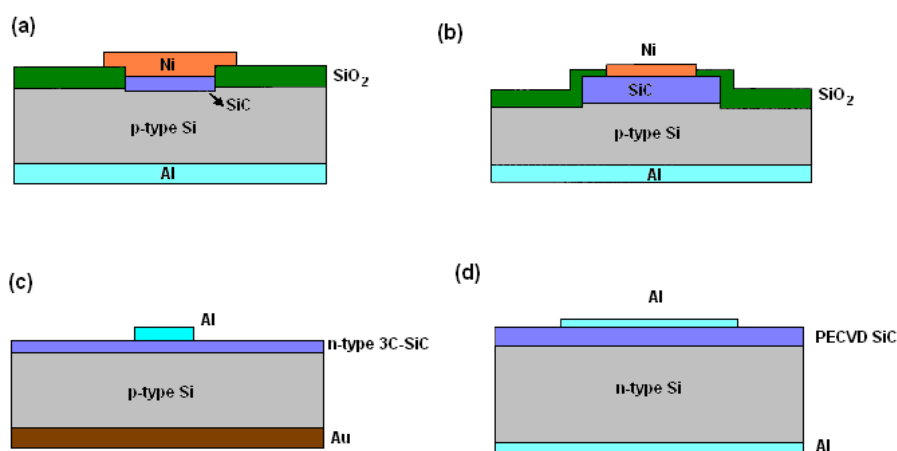 (a)
Ni
SiO2
SiC
p-type Si
Al
(b)
Ni
SiC
SiO2
p-type Si
Al
(c)
Al
n-type 3C-SiC
p-type Si
Au
(d)
Al
PECVD SiC
n-type Si
Al